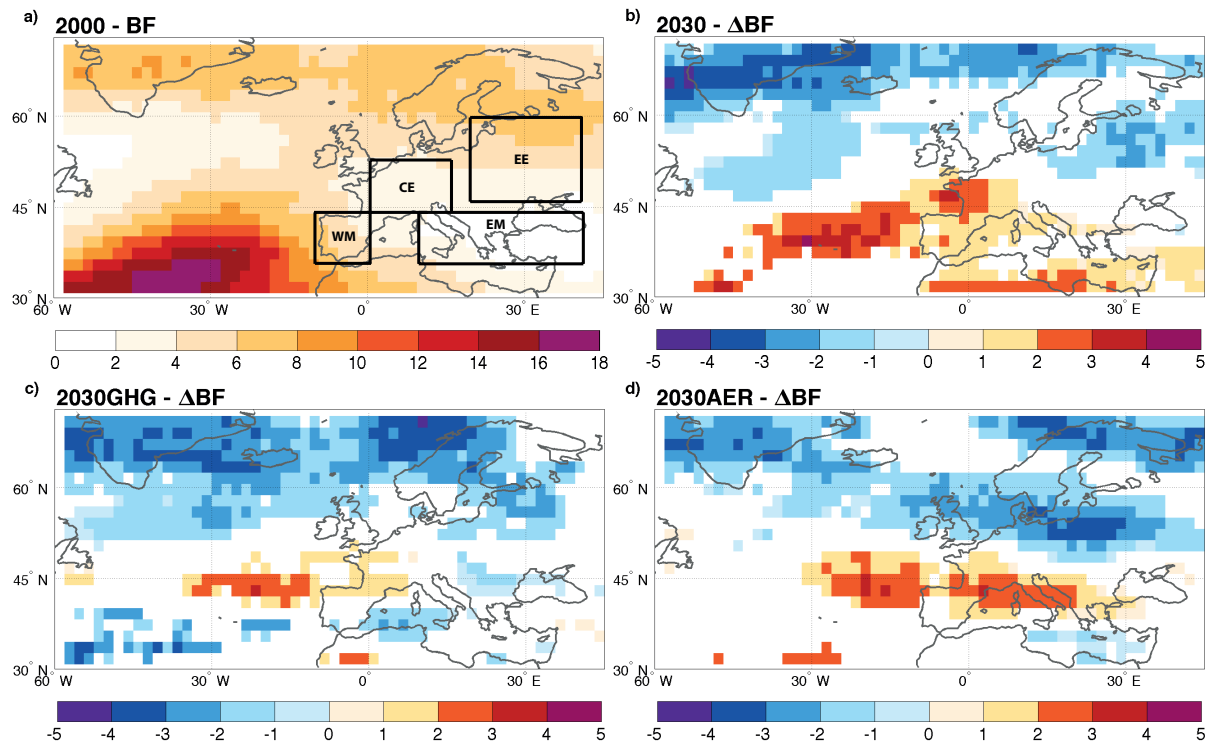 a) 2000 - BF
60° N
45° N
30° N
60° W 30° W 0° 30° E
EE
CE
EM
WM
0 2 4 6 8 10 12 14 16 18
b) 2030 - ΔBF
60° N
45° N
30° N
60° W 30° W 0° 30° E
-5 -4 -3 -2 -1 0 1 2 3 4 5
c) 2030GHG - ΔBF
60° N
45° N
30° N
60° W 30° W 0° 30° E
-5 -4 -3 -2 -1 0 1 2 3 4 5
d) 2030AER - ΔBF
60° N
45° N
30° N
60° W 30° W 0° 30° E
-5 -4 -3 -2 -1 0 1 2 3 4 5